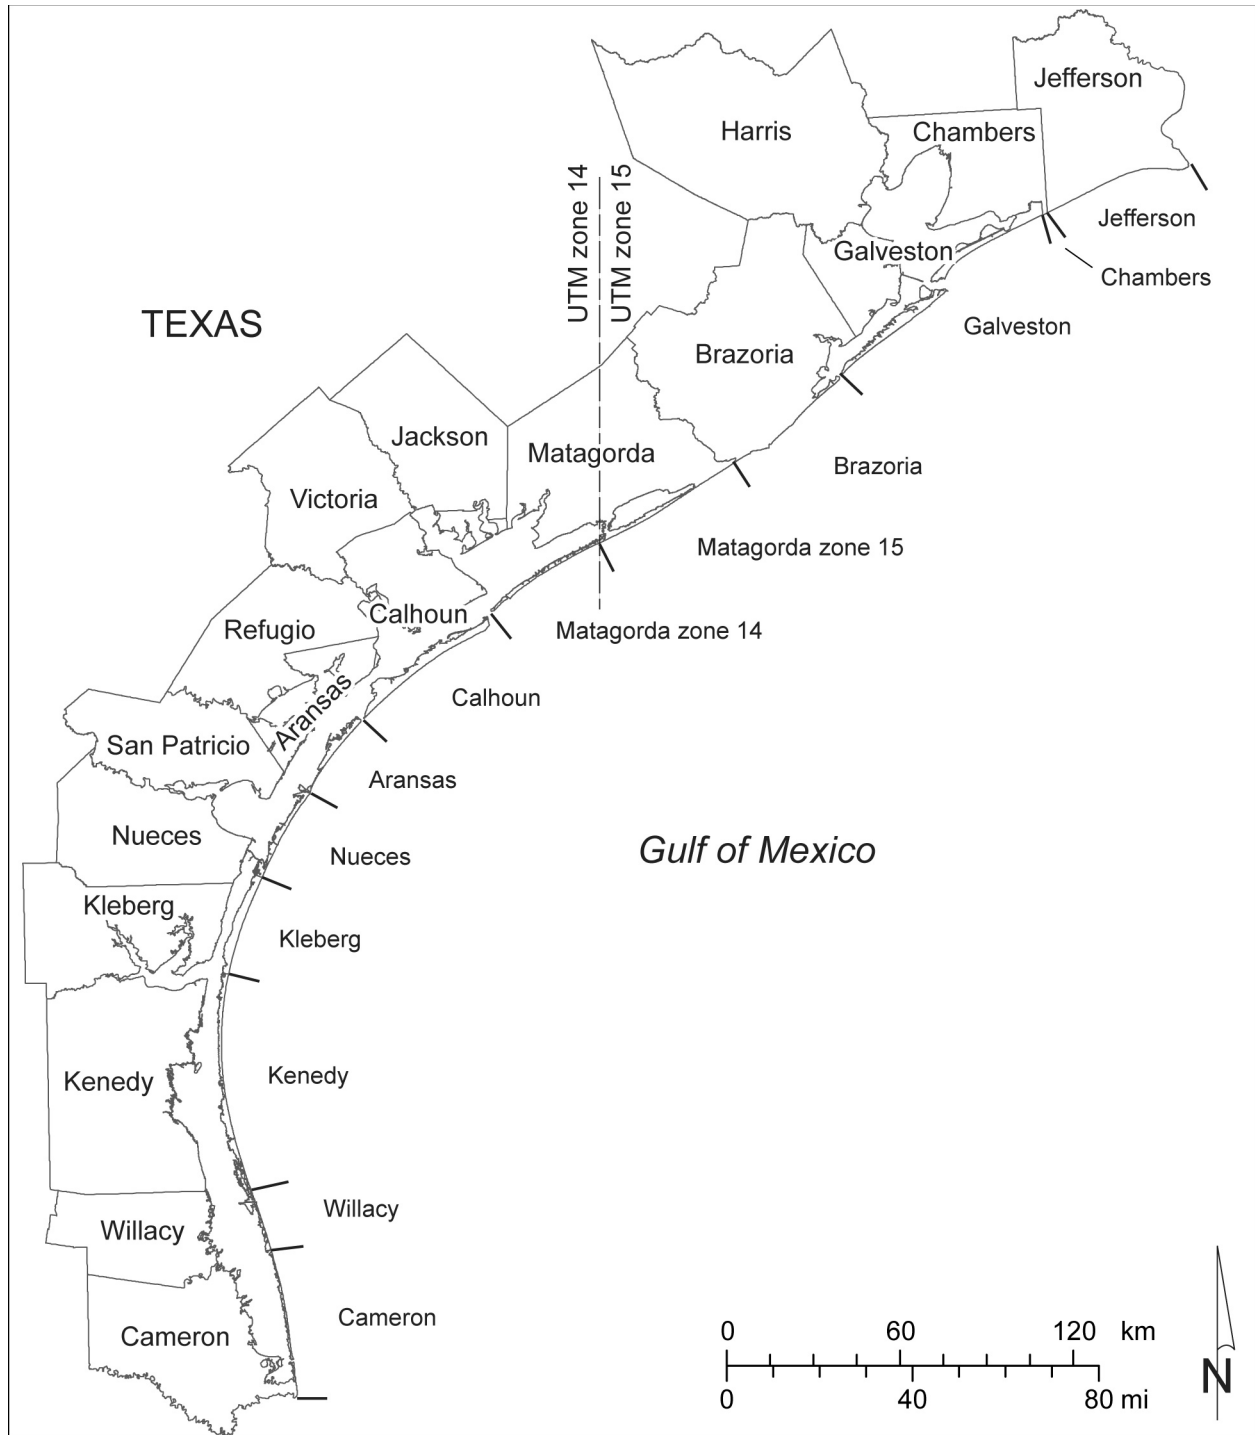 Jefferson
Harris
Chambers
UTM zone 14
UTM zone 15
Jefferson
Galveston
Chambers
TEXAS
Galveston
Brazoria
Jackson
Matagorda
Brazoria
Victoria
Matagorda zone 15
Calhoun
Refugio
Matagorda zone 14
Calhoun
Aransas
San Patricio
Aransas
Nueces
Gulf of Mexico
Nueces
Kleberg
Kleberg
Kenedy
Kenedy
Willacy
Willacy
Cameron
Cameron
0 60 120 km
0 40 80 mi
N